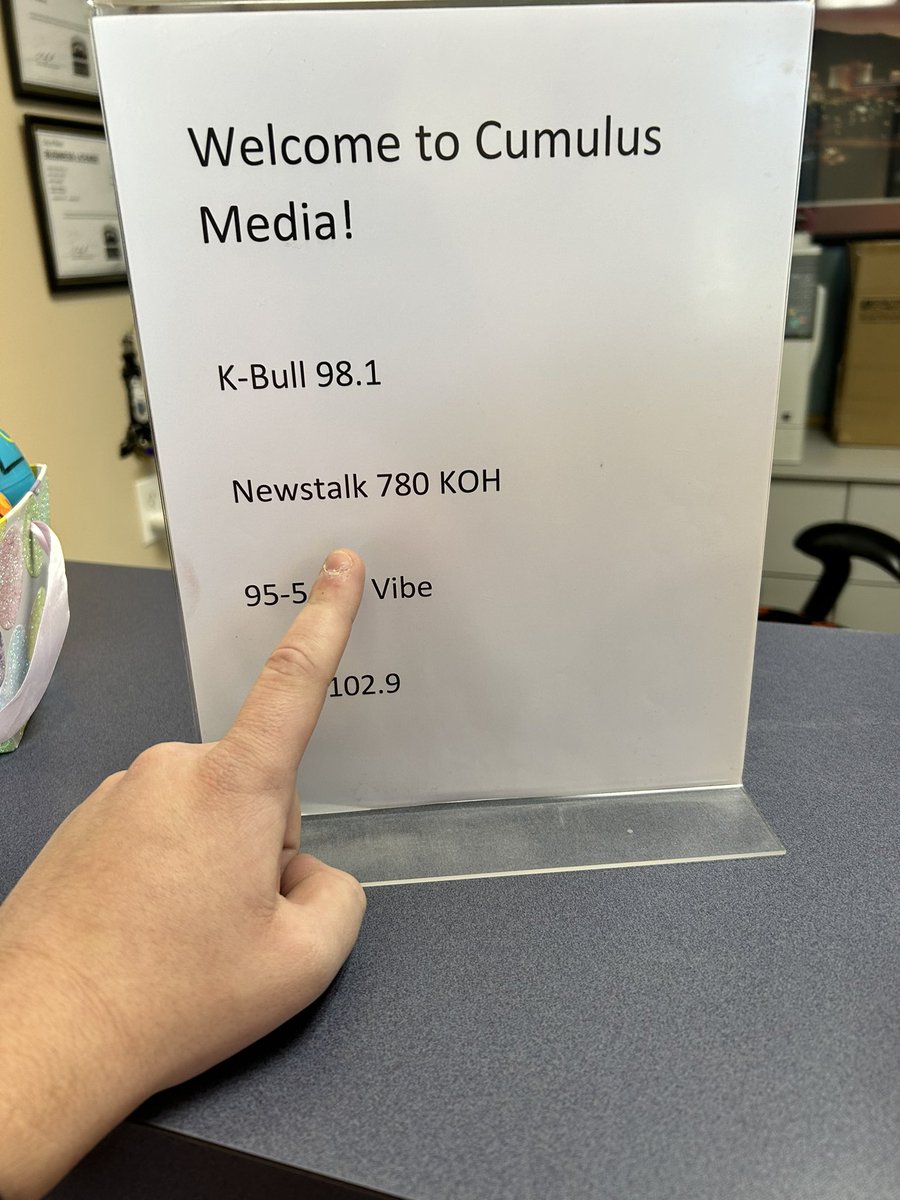 Welcome to Cumulus
Media!
K-Bull 98.1
Newstalk 780 KOH
95-5 Vibe
102.9